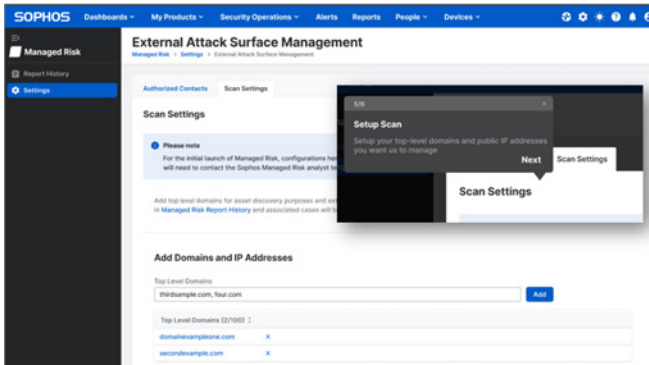 SOPHOS Dashboards My Products Security Operations Alerts Reports People Devices
Managed Risk
Report History
Settings
External Attack Surface Management
Managed Risk > Settings > External Attack Surface Management
Authorized Contacts Scan Settings
Scan Settings
Please note
For the initial launch of Managed Risk, configurations
will need to contact the Sophos Managed Risk analyst
Add top level domains for asset discovery purposes and
in Managed Risk Report History and associated cases will
5/8 ×
Setup Scan
Setup your top-level domains and public IP addresses
you want us to manage
Next
Scan Settings
Scan Settings
Add Domains and IP Addresses
Top Level Domains
thirdsample.com, four.com Add
Top Level Domains (2/100)
domainexampleone.com ×
secondexample.com ×